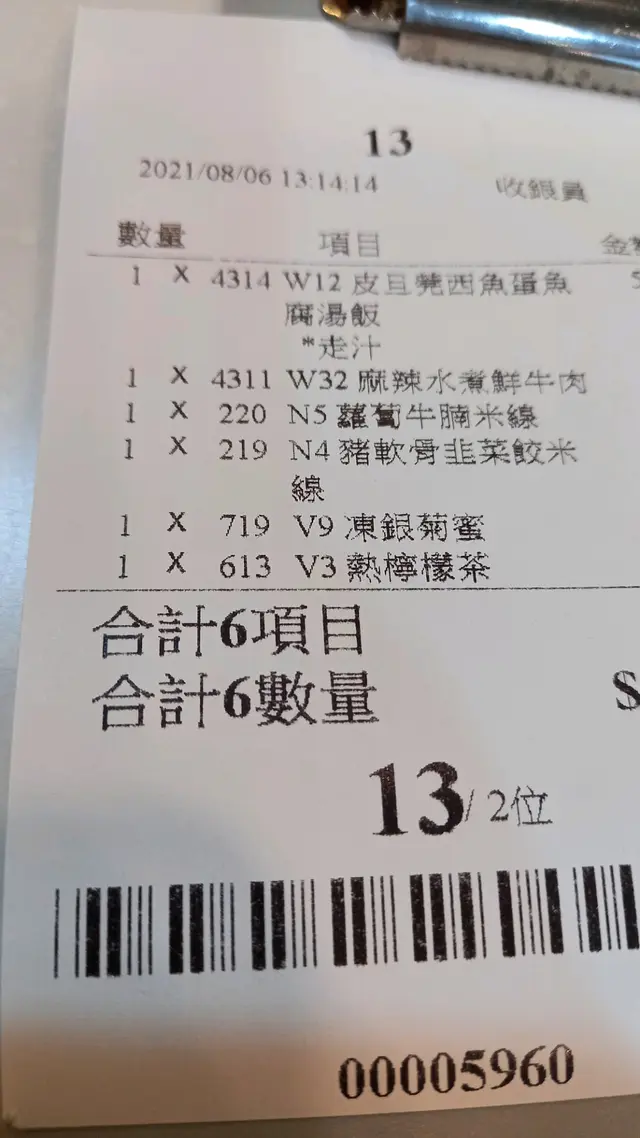 13
2021/08/06 13:14:14 收銀員
數量 項目
1 X 4314 W12 皮旦莞西魚蛋魚
腐湯飯
*走汁
1 X 4311 W32 麻辣水煮鮮牛肉
1 X 220 N5 蘿蔔牛腩米線
1 X 219 N4 豬軟骨韭菜餃米
線
1 X 719 V9 凍銀菊蜜
1 X 613 V3 熱檸檬茶
合計6項目
合計6數量 S
13/ 2位
00005960